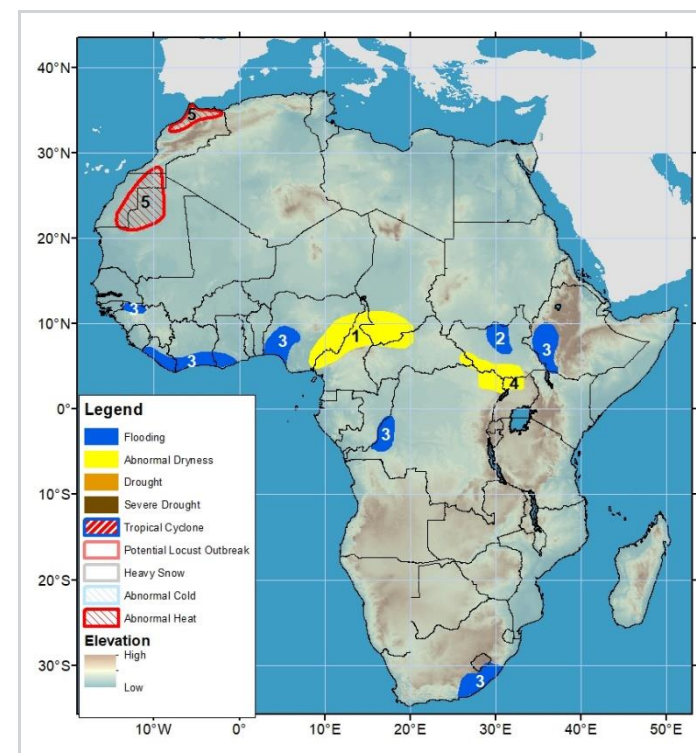 40°N
30°N
20°N
10°N
0°
10°S
20°S
30°S
5
5
3
3
3
1
2
3
4
3
3
Legend
Flooding
Abnormal Dryness
Drought
Severe Drought
Tropical Cyclone
Potential Locust Outbreak
Heavy Snow
Abnormal Cold
Abnormal Heat
Elevation
High
Low
10°W
0°
10°E
20°E
30°E
40°E
50°E